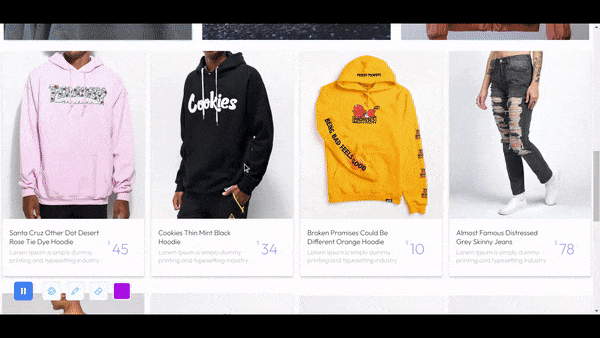 Cookies
BEING BAD FEELS GOOD
Santa Cruz Other Dot Desert
Rose Tie Dye Hoodie
Lorem Ipsum is simply dummy
printing and typesetting industry
$ 45
Cookies Thin Mint Black
Hoodie
Lorem Ipsum is simply dummy
printing and typesetting industry
$ 34
Broken Promises Could Be
Different Orange Hoodie
Lorem Ipsum is simply dummy
printing and typesetting industry
$ 10
Almost Famous Distressed
Grey Skinny Jeans
Lorem Ipsum is simply dummy
printing and typesetting industry
$ 78